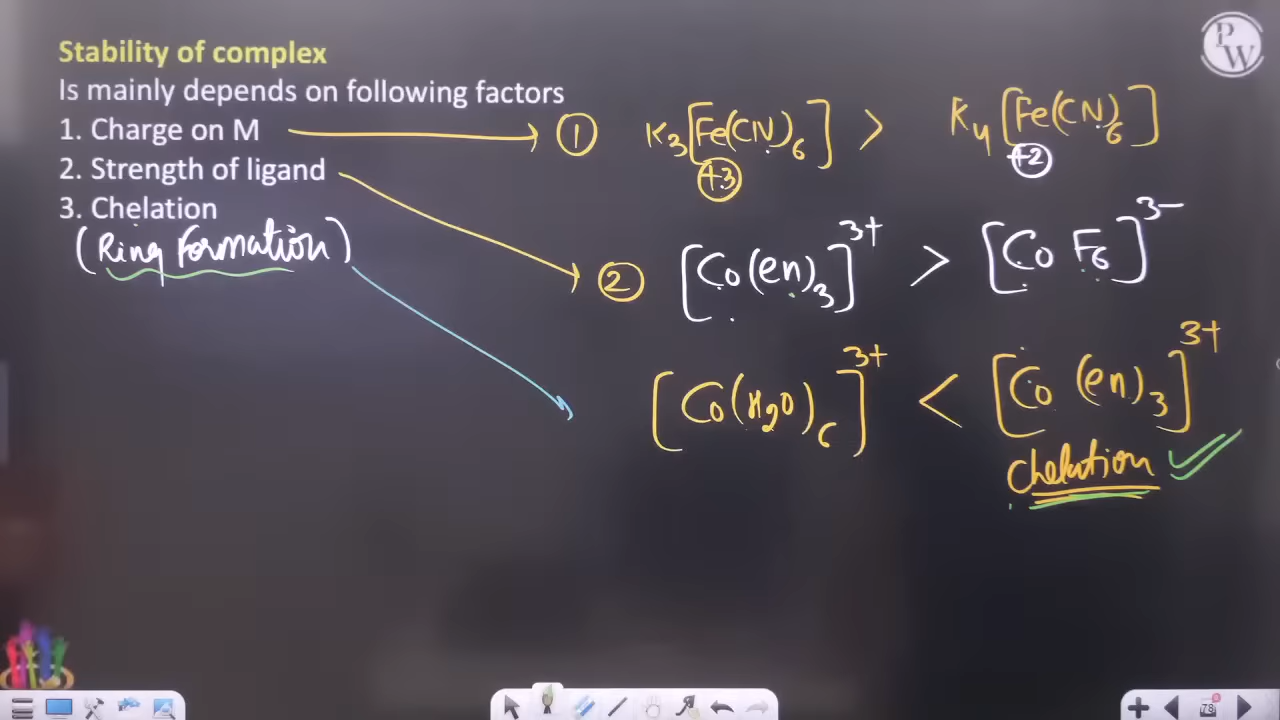 Stability of complex
Is mainly depends on following factors
1. Charge on M
2. Strength of ligand
3. Chelation
(Ring formation)
① K3[Fe(CN)6] > K4[Fe(CN)6]
+3 +2
② [Co(en)3]3+ > [CoF6]3-
[Co(H2O)6]3+ < [Co(en)3]3+
Chelation
PW
78